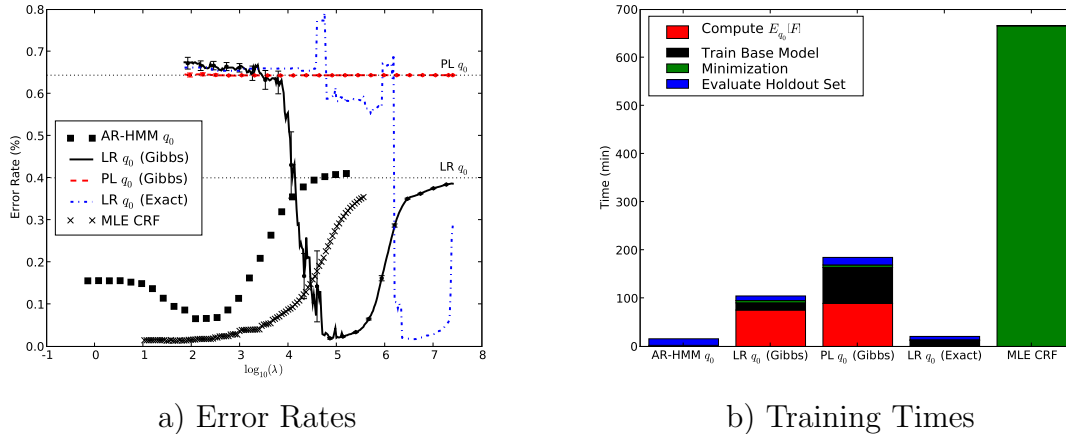 0.8
0.7
0.6
0.5
0.4
0.3
0.2
0.1
0.0
Error Rate (%)
-1 0 1 2 3 4 5 6 7 8
log₁₀(λ)
PL q₀
LR q₀
AR-HMM q₀
LR q₀ (Gibbs)
PL q₀ (Gibbs)
LR q₀ (Exact)
MLE CRF
a) Error Rates
700
600
500
400
300
200
100
0
Time (min)
Compute E_q₀[F]
Train Base Model
Minimization
Evaluate Holdout Set
AR-HMM q₀ LR q₀ (Gibbs) PL q₀ (Gibbs) LR q₀ (Exact) MLE CRF
b) Training Times